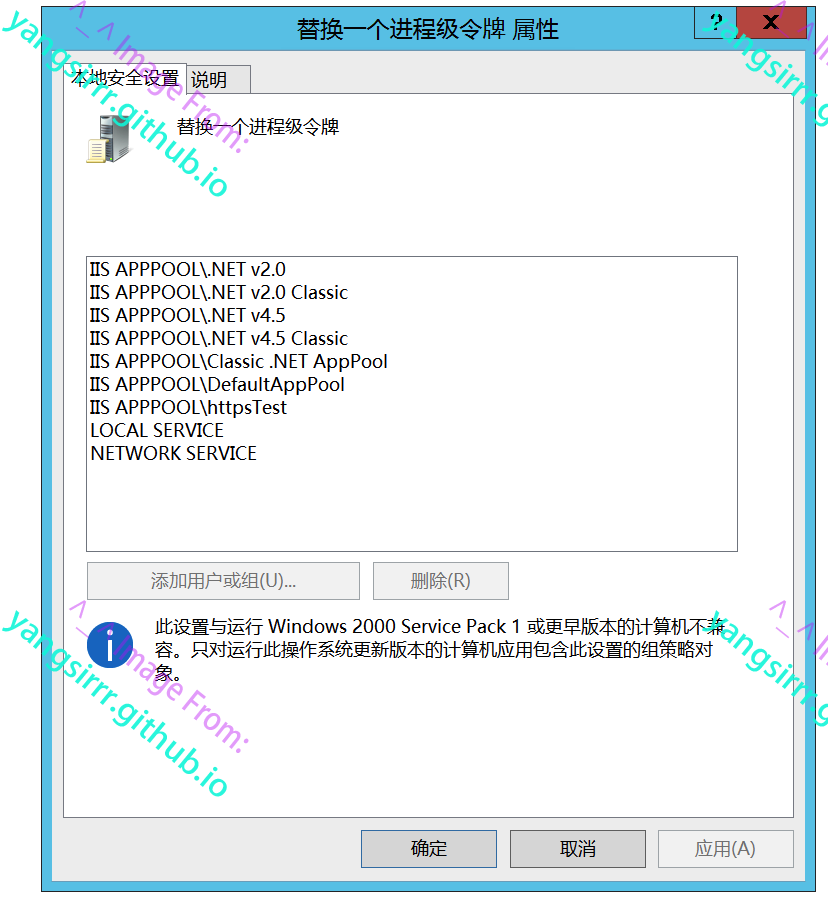 替换一个进程级令牌 属性
?
X
本地安全设置
说明
替换一个进程级令牌
IIS APPPOOL\.NET v2.0
IIS APPPOOL\.NET v2.0 Classic
IIS APPPOOL\.NET v4.5
IIS APPPOOL\.NET v4.5 Classic
IIS APPPOOL\Classic .NET AppPool
IIS APPPOOL\DefaultAppPool
IIS APPPOOL\httpsTest
LOCAL SERVICE
NETWORK SERVICE
添加用户或组(U)...
删除(R)
此设置与运行 Windows 2000 Service Pack 1 或更早版本的计算机不兼
容。只对运行此操作系统更新版本的计算机应用包含此设置的组策略对
象。
确定
取消
应用(A)
^_^Image From:
yangsirrr.github.io
^_^Image From:
yangsirrr.github.io
^_^Im
yangsirrr.g
^_^Im
yangsirrr.g